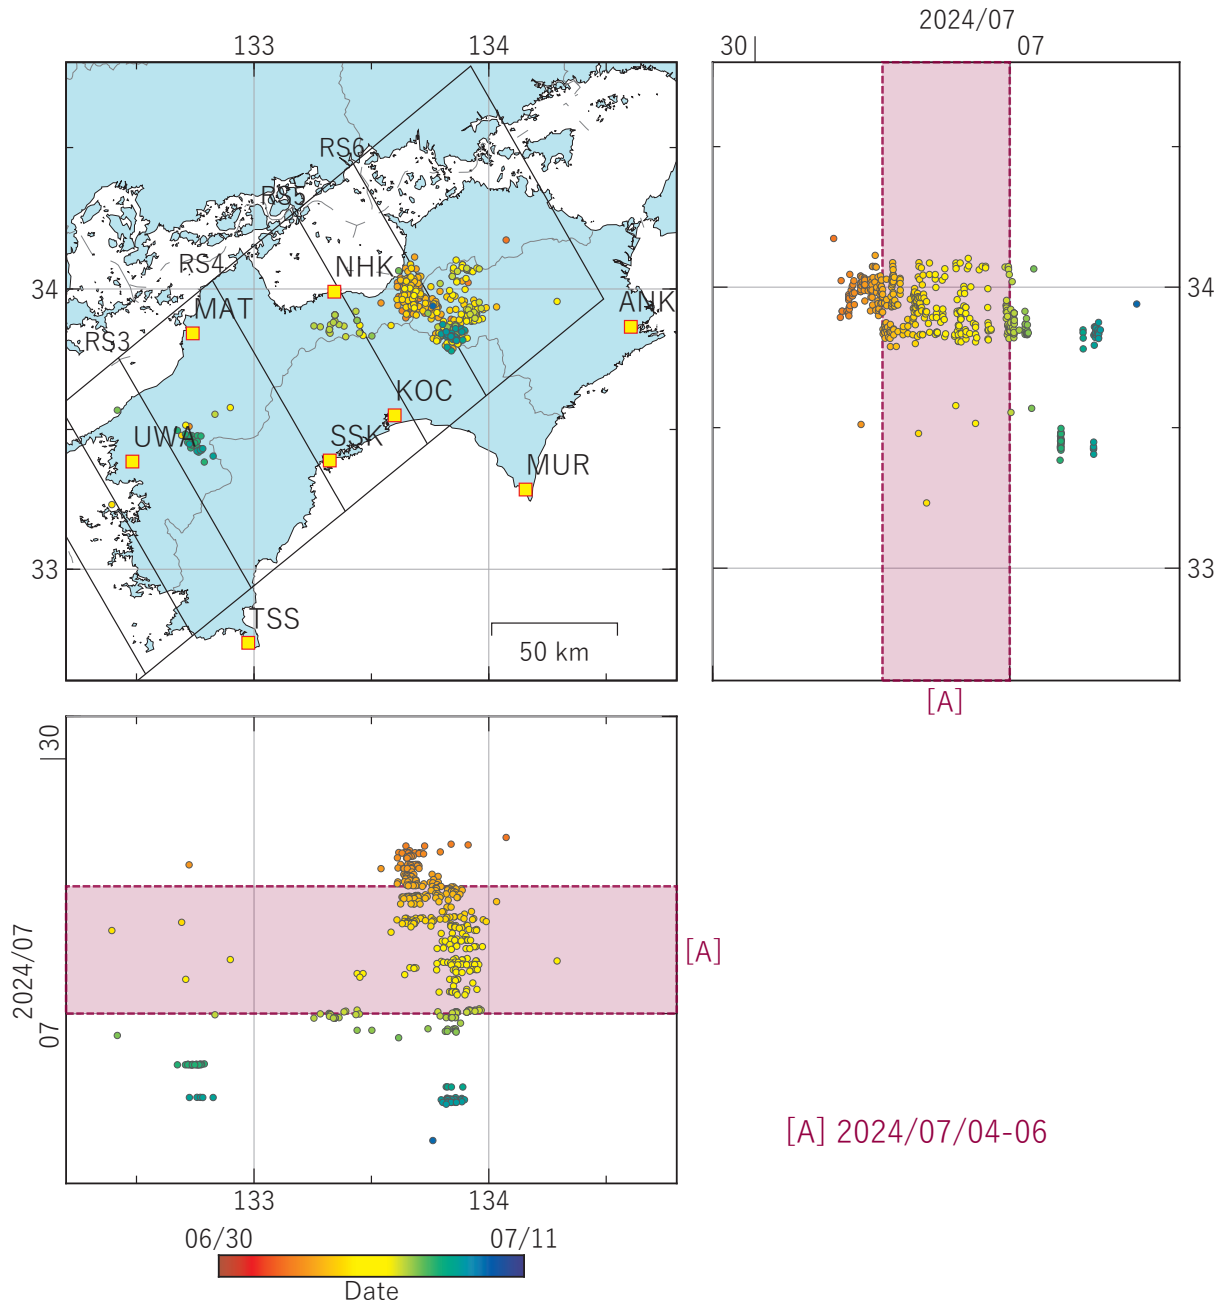 2024/07
133
134
30
07
RS6
RS5
RS4
NHK
34
MAT
ANK
34
RS3
KOC
UWA
SSK
MUR
33
33
TSS
50 km
[A]
30
2024/07
07
[A]
[A] 2024/07/04-06
133
134
06/30
07/11
Date